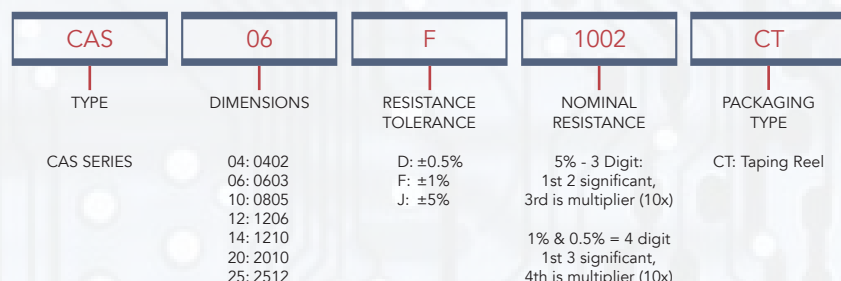 CAS 06 F 1002 CT
TYPE DIMENSIONS RESISTANCE TOLERANCE NOMINAL RESISTANCE PACKAGING TYPE
CAS SERIES
04: 0402
06: 0603
10: 0805
12: 1206
14: 1210
20: 2010
25: 2512
D: ±0.5%
F: ±1%
J: ±5%
5% - 3 Digit:
1st 2 significant,
3rd is multiplier (10x)
1% & 0.5% = 4 digit
1st 3 significant,
4th is multiplier (10x)
CT: Taping Reel